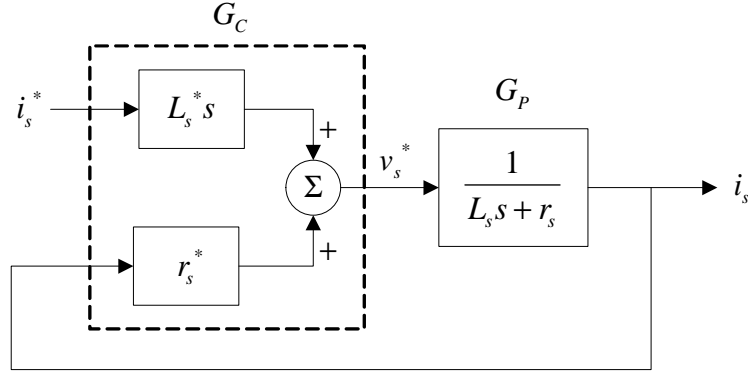 G_C
i_s^*
L_s^* s
+
G_P
Σ
v_s^*
1
L_s s + r_s
i_s
+
r_s^*